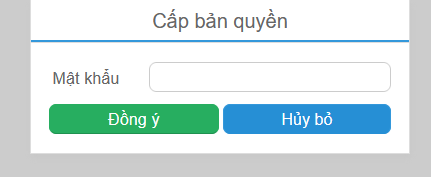 Cấp bản quyền
Mật khẩu
Đồng ý Hủy bỏ